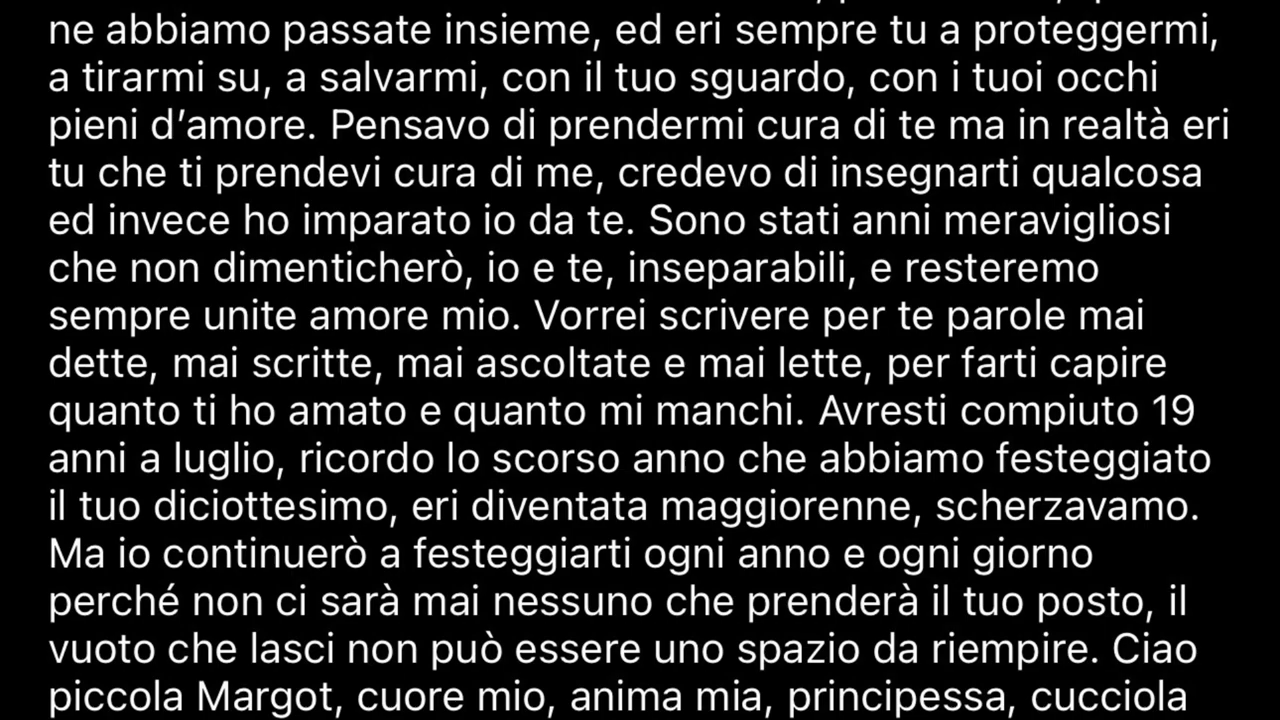 ne abbiamo passate insieme, ed eri sempre tu a proteggermi,
a tirarmi su, a salvarmi, con il tuo sguardo, con i tuoi occhi
pieni d’amore. Pensavo di prendermi cura di te ma in realtà eri
tu che ti prendevi cura di me, credevo di insegnarti qualcosa
ed invece ho imparato io da te. Sono stati anni meravigliosi
che non dimenticherò, io e te, inseparabili, e resteremo
sempre unite amore mio. Vorrei scrivere per te parole mai
dette, mai scritte, mai ascoltate e mai lette, per farti capire
quanto ti ho amato e quanto mi manchi. Avresti compiuto 19
anni a luglio, ricordo lo scorso anno che abbiamo festeggiato
il tuo diciottesimo, eri diventata maggiorenne, scherzavamo.
Ma io continuerò a festeggiarti ogni anno e ogni giorno
perché non ci sarà mai nessuno che prenderà il tuo posto, il
vuoto che lasci non può essere uno spazio da riempire. Ciao
piccola Margot, cuore mio, anima mia, principessa, cucciola